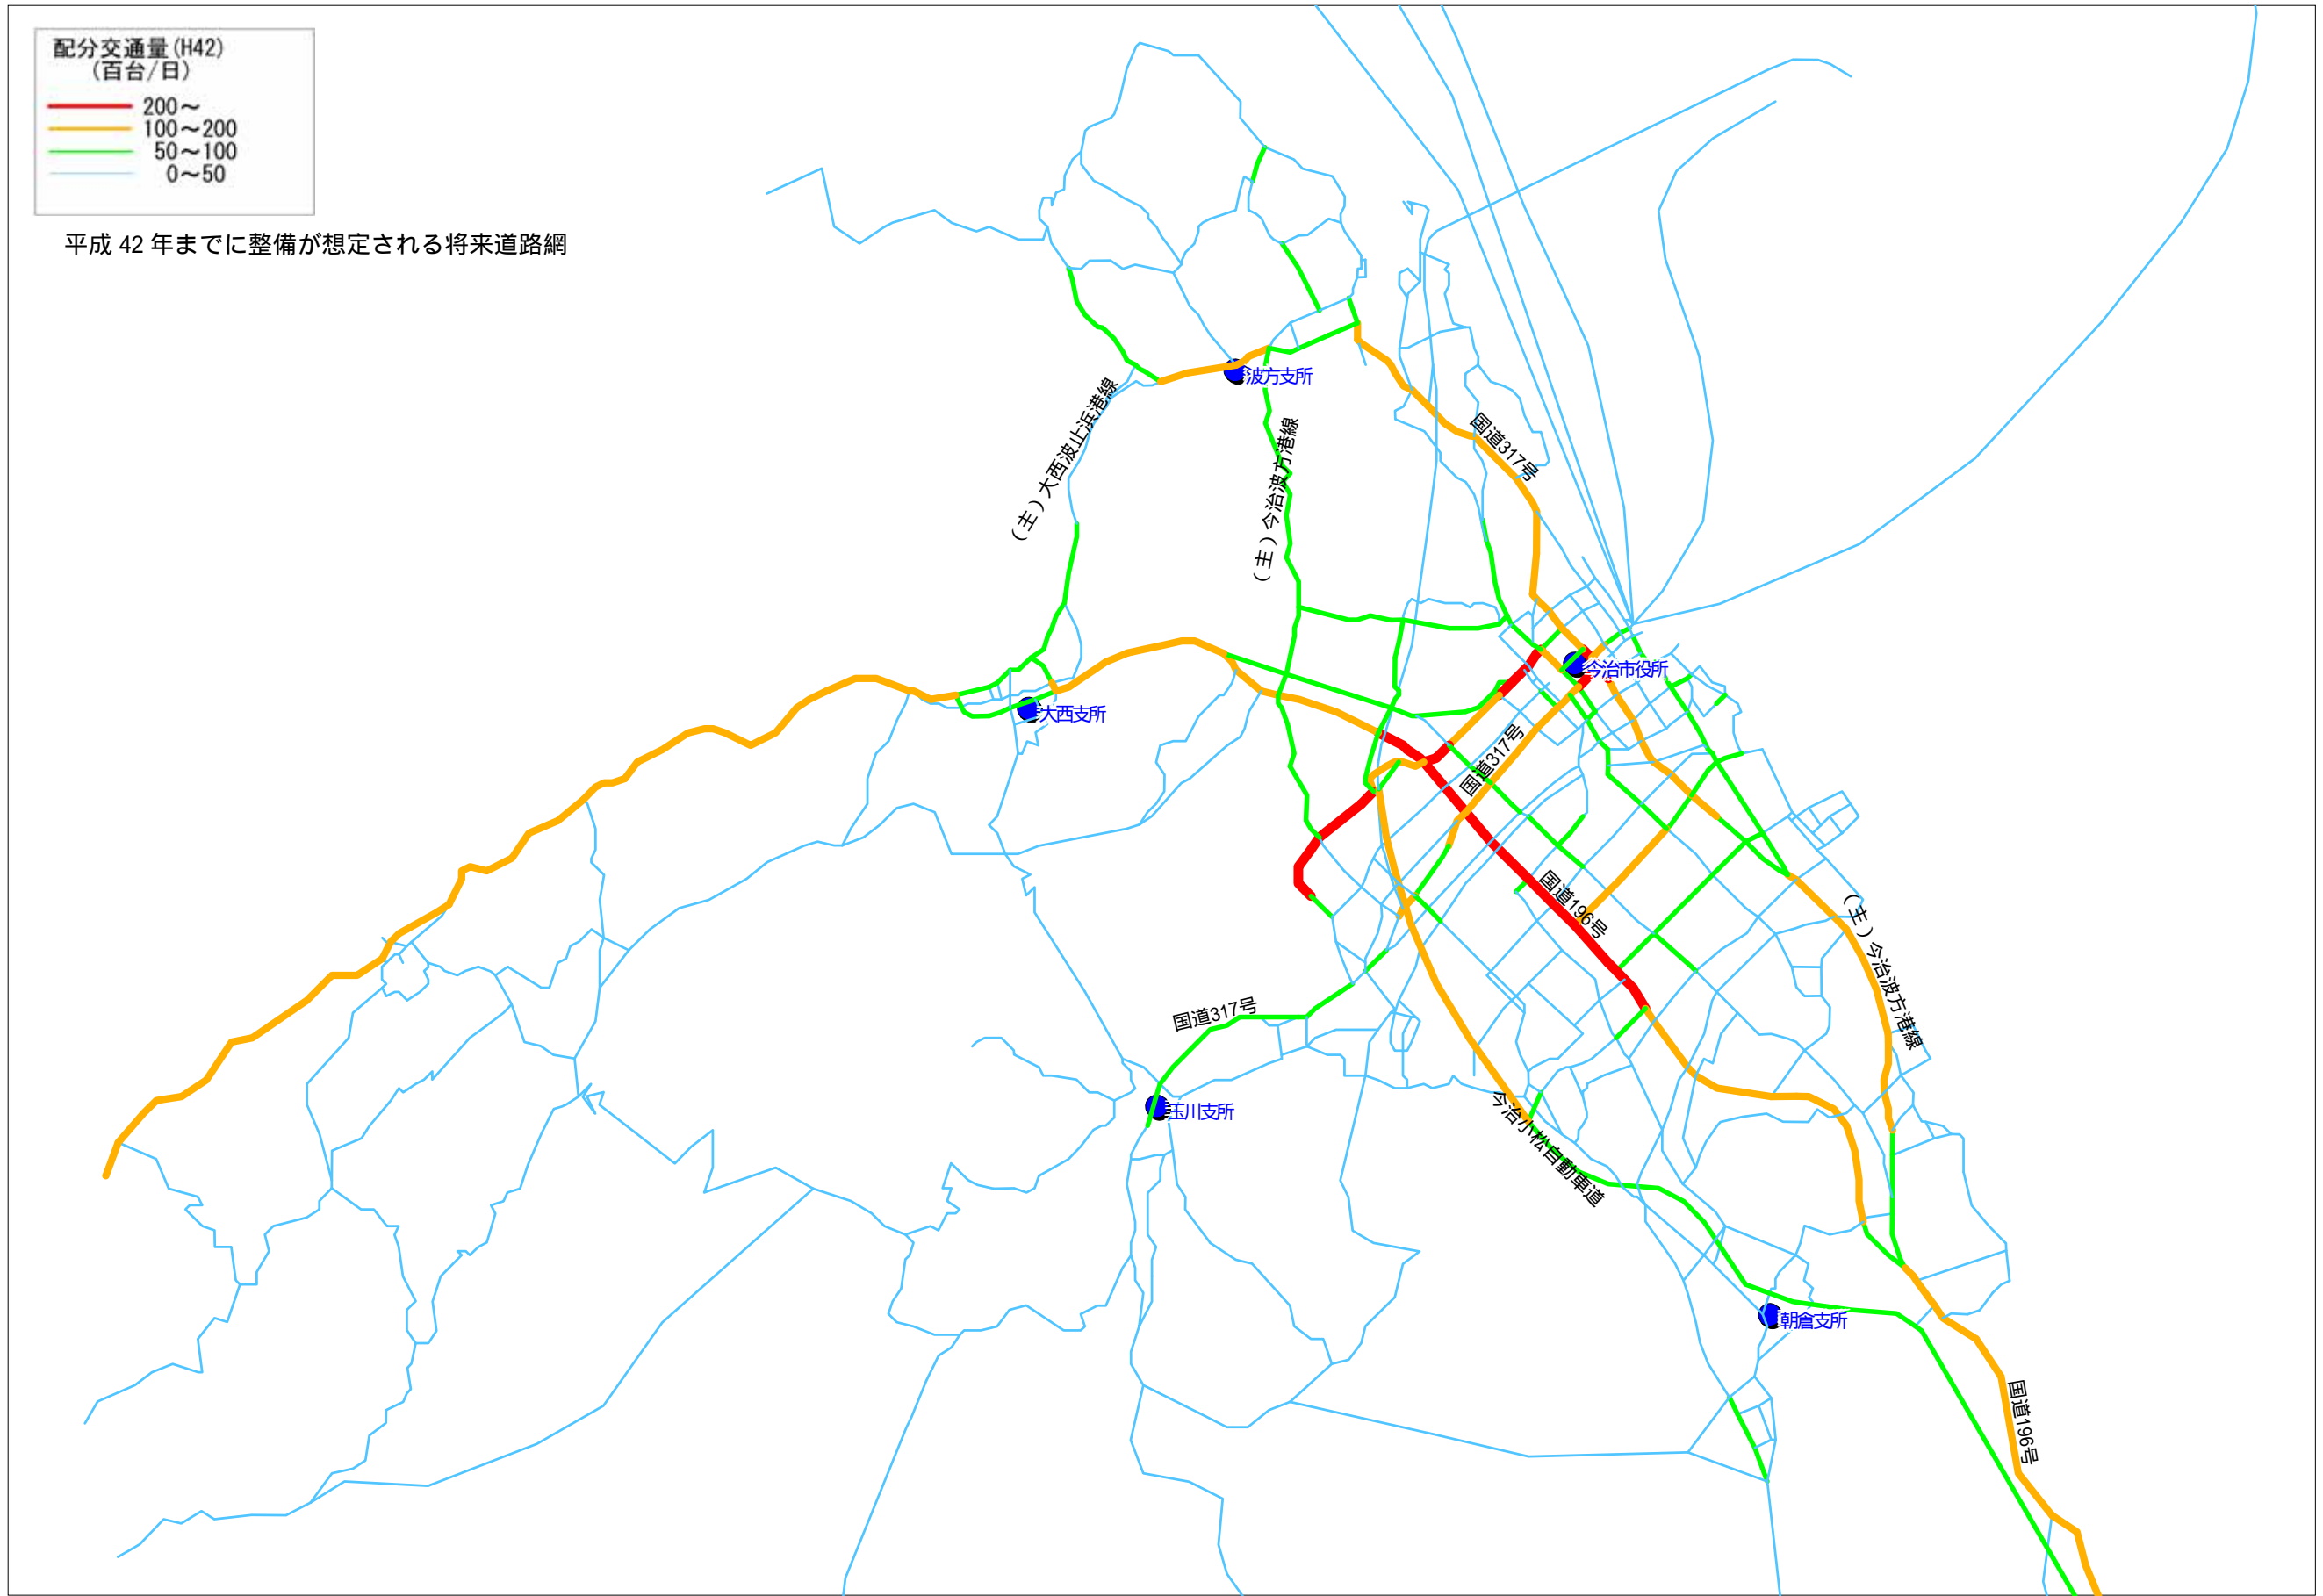 配分交通量(H42)
(百台/日)
200～
100～200
50～100
0～50
平成 42 年までに整備が想定される将来道路網
波方支所
(主)大西波止浜港線
(主)今治波方港線
国道317号
今治市役所
大西支所
国道317号
国道196号
(主)今治波方港線
国道317号
玉川支所
今治小松自動車道
朝倉支所
国道196号